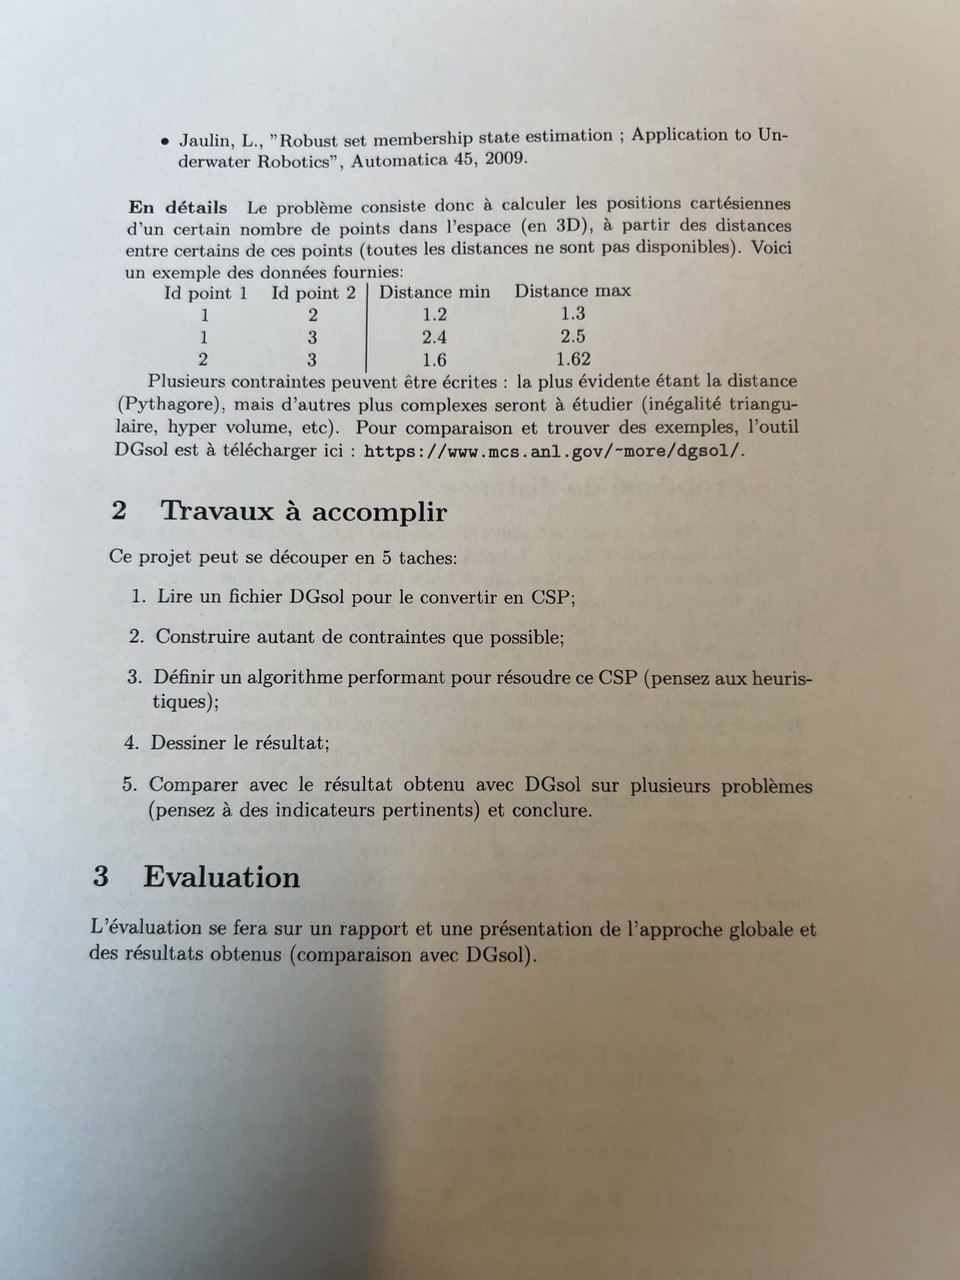 • Jaulin, L., "Robust set membership state estimation ; Application to Un-
derwater Robotics", Automatica 45, 2009.
En détails Le problème consiste donc à calculer les positions cartésiennes
d'un certain nombre de points dans l'espace (en 3D), à partir des distances
entre certains de ces points (toutes les distances ne sont pas disponibles). Voici
un exemple des données fournies:
Id point 1 Id point 2 Distance min Distance max
1 2 1.2 1.3
1 3 2.4 2.5
2 3 1.6 1.62
Plusieurs contraintes peuvent être écrites : la plus évidente étant la distance
(Pythagore), mais d'autres plus complexes seront à étudier (inégalité triangu-
laire, hyper volume, etc). Pour comparaison et trouver des exemples, l'outil
DGsol est à télécharger ici : https://www.mcs.anl.gov/~more/dgsol/.
2 Travaux à accomplir
Ce projet peut se découper en 5 taches:
1. Lire un fichier DGsol pour le convertir en CSP;
2. Construire autant de contraintes que possible;
3. Définir un algorithme performant pour résoudre ce CSP (pensez aux heuris-
tiques);
4. Dessiner le résultat;
5. Comparer avec le résultat obtenu avec DGsol sur plusieurs problèmes
(pensez à des indicateurs pertinents) et conclure.
3 Evaluation
L'évaluation se fera sur un rapport et une présentation de l'approche globale et
des résultats obtenus (comparaison avec DGsol).